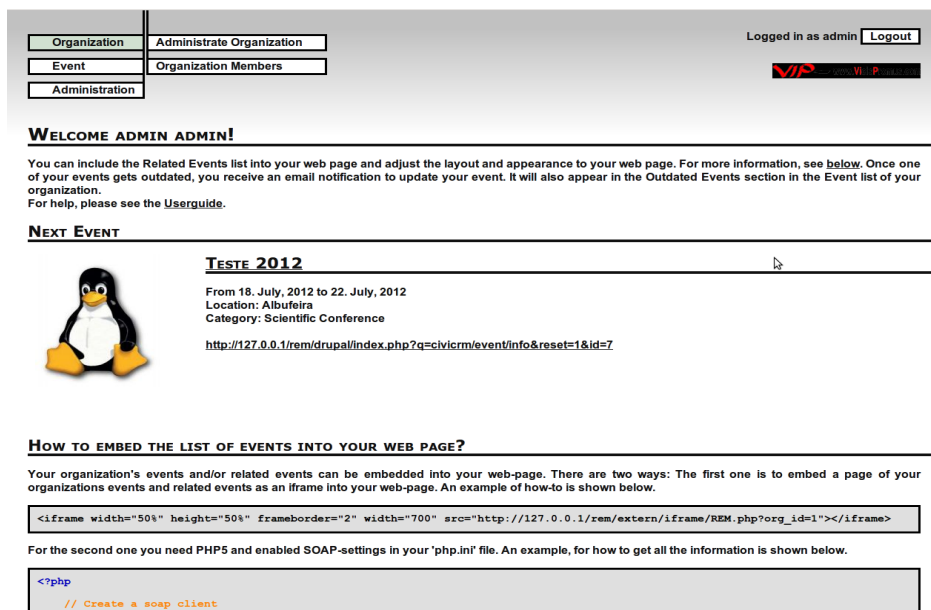 Organization
Administrate Organization
Logged in as admin
Logout
Event
Organization Members
VIP
Administration
WELCOME ADMIN ADMIN!
You can include the Related Events list into your web page and adjust the layout and appearance to your web page. For more information, see below. Once one
of your events gets outdated, you receive an email notification to update your event. It will also appear in the Outdated Events section in the Event list of your
organization.
For help, please see the Userguide.
NEXT EVENT
TESTE 2012
From 18. July, 2012 to 22. July, 2012
Location: Albufeira
Category: Scientific Conference
http://127.0.0.1/rem/drupal/index.php?q=civicrm/event/info&reset=1&id=7
HOW TO EMBED THE LIST OF EVENTS INTO YOUR WEB PAGE?
Your organization's events and/or related events can be embedded into your web-page. There are two ways: The first one is to embed a page of your
organizations events and related events as an iframe into your web-page. An example of how-to is shown below.
<iframe width="50%" height="50%" frameborder="2" width="700" src="http://127.0.0.1/rem/extern/iframe/REM.php?org_id=1"></iframe>
For the second one you need PHP5 and enabled SOAP-settings in your 'php.ini' file. An example, for how to get all the information is shown below.
<?php
// Create a soap client